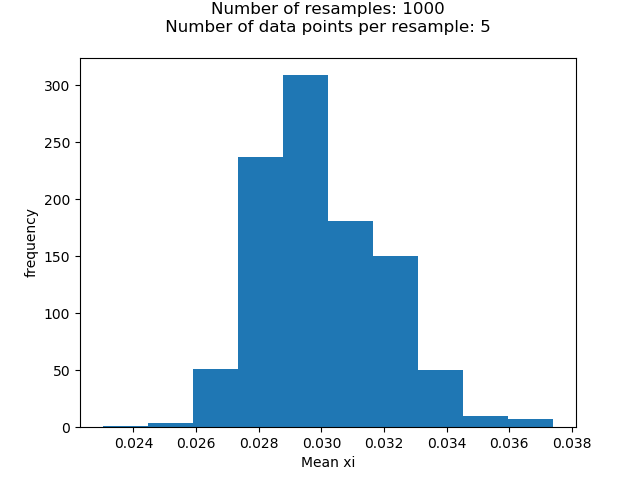 Number of resamples: 1000
Number of data points per resample: 5
300
250
200
150
100
50
0
frequency
0.024 0.026 0.028 0.030 0.032 0.034 0.036 0.038
Mean xi